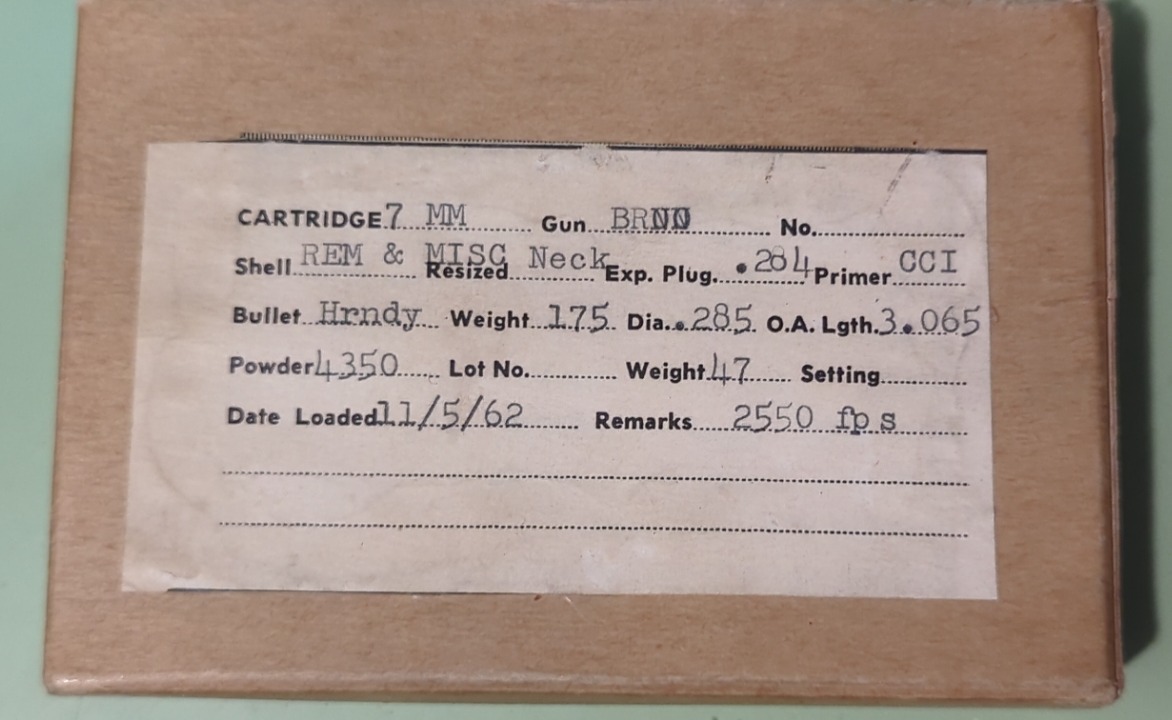 CARTRIDGE 7 MM Gun BRNO No.
Shell REM & MISC Resized Neck Exp. Plug. .284 Primer CCI
Bullet Hrndy Weight 175 Dia. .285 O.A. Lgth. 3.065
Powder 4350 Lot No. Weight 47 Setting
Date Loaded 11/5/62 Remarks 2550 fps